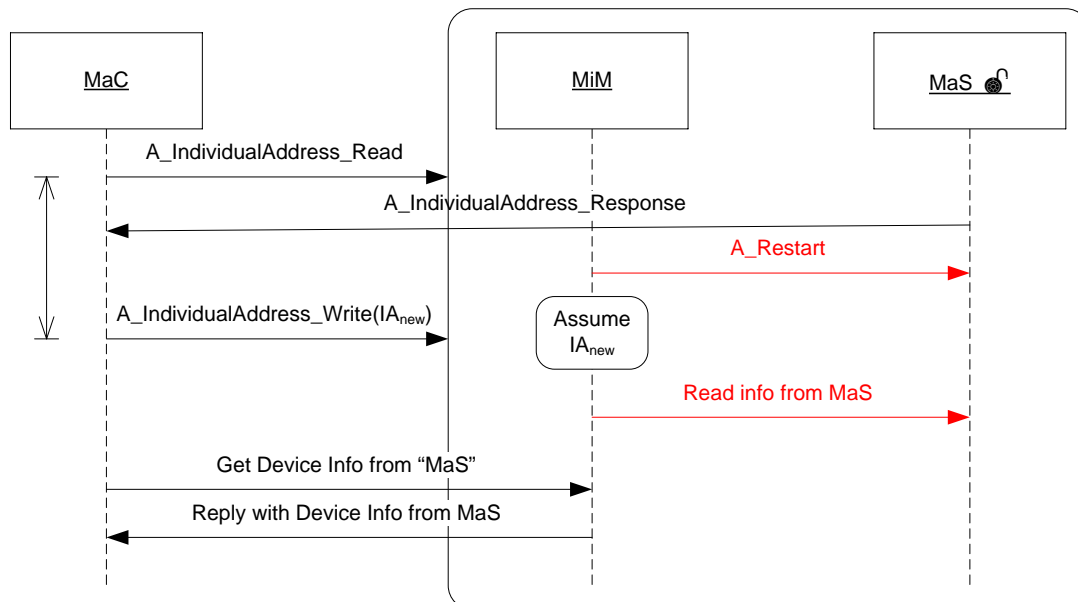 MaC
MiM
MaS
A_IndividualAddress_Read
A_IndividualAddress_Response
A_Restart
A_IndividualAddress_Write(IAnew)
Assume
IAnew
Read info from MaS
Get Device Info from “MaS”
Reply with Device Info from MaS